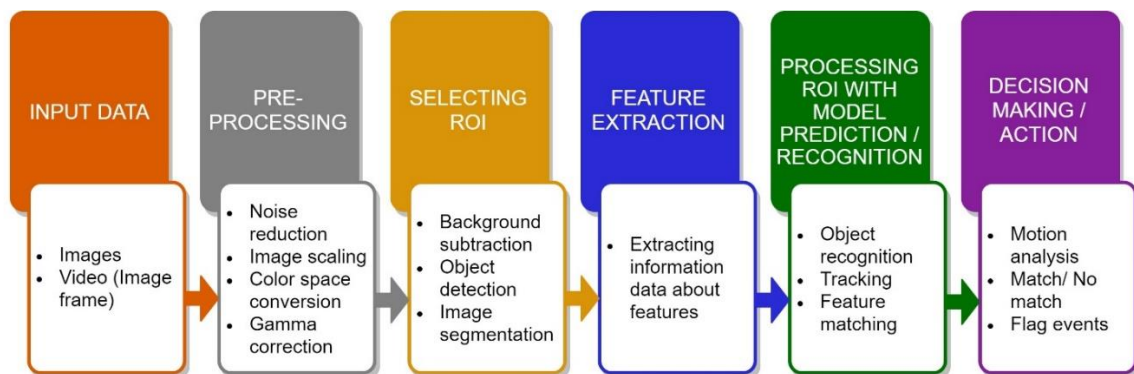 INPUT DATA
Images
Video (Image
frame)
PRE-
PROCESSING
Noise
reduction
Image scaling
Color space
conversion
Gamma
correction
SELECTING
ROI
Background
subtraction
Object
detection
Image
segmentation
FEATURE
EXTRACTION
Extracting
information
data about
features
PROCESSING
ROI WITH
MODEL
PREDICTION /
RECOGNITION
Object
recognition
Tracking
Feature
matching
DECISION
MAKING /
ACTION
Motion
analysis
Match/ No
match
Flag events